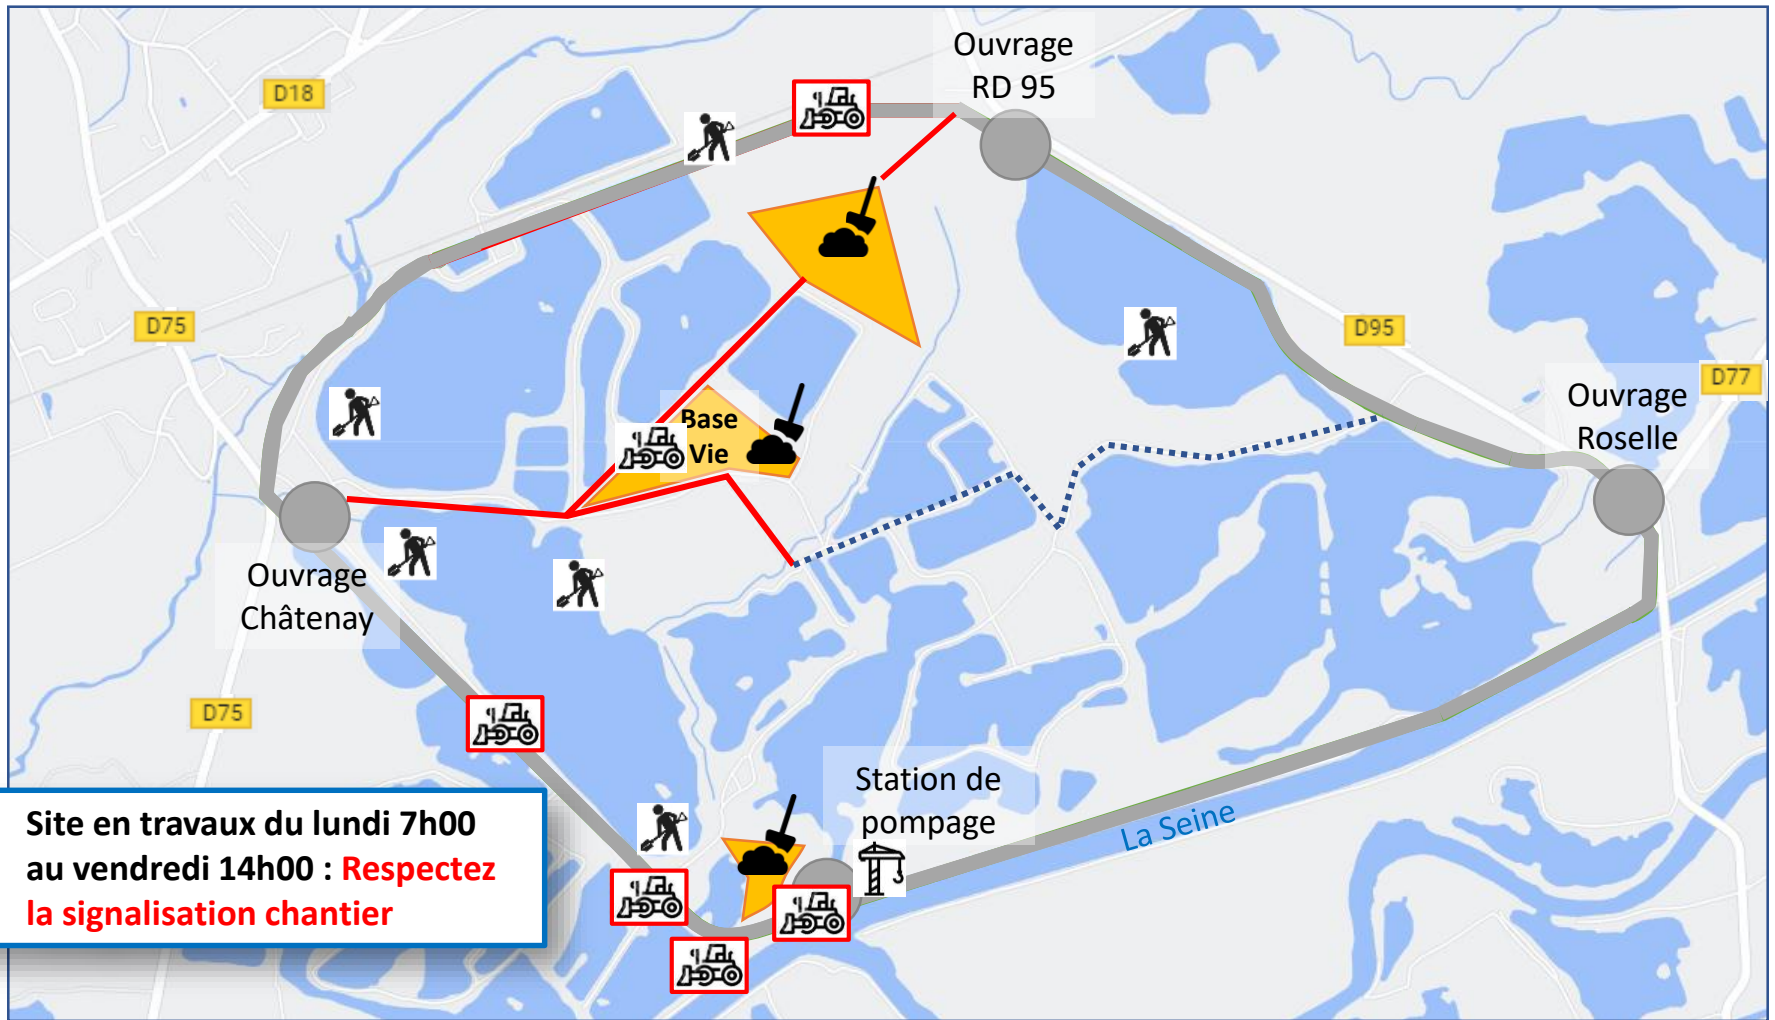 Ouvrage
RD 95
D18
D75
D95
D77
Ouvrage
Roselle
Base
Vie
Ouvrage
Châtenay
D75
Station de
pompage
La Seine
Site en travaux du lundi 7h00
au vendredi 14h00 : Respectez
la signalisation chantier